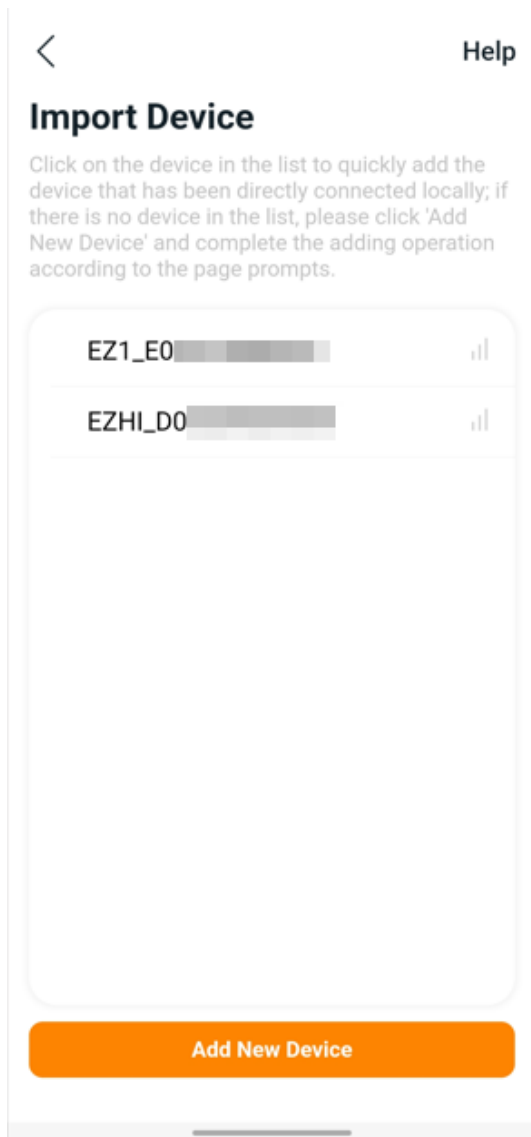 Help
Import Device
Click on the device in the list to quickly add the
device that has been directly connected locally; if
there is no device in the list, please click 'Add
New Device' and complete the adding operation
according to the page prompts.
EZ1_E0
EZHI_D0
Add New Device